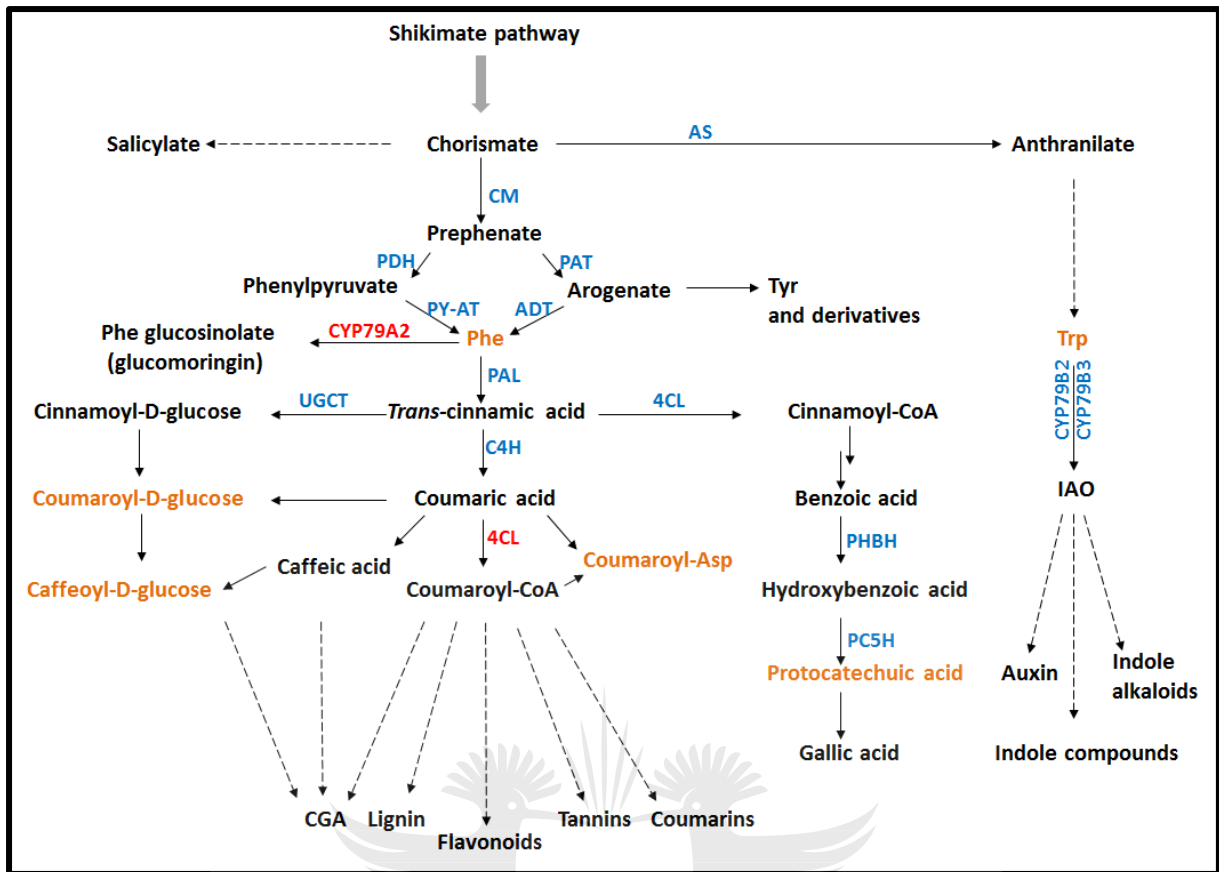 Shikimate pathway
Salicylate
Chorismate
AS
Anthranilate
CM
Prephenate
PDH
PAT
Phenylpyruvate
Arogenate
Tyr
and derivatives
PY-AT
ADT
Phe glucosinolate
(glucomoringin)
CYP79A2
Phe
Trp
PAL
CYP79B2
CYP79B3
Cinnamoyl-D-glucose
UGCT
Trans-cinnamic acid
4CL
Cinnamoyl-CoA
C4H
Coumaroyl-D-glucose
Coumaric acid
Benzoic acid
IAO
4CL
PHBH
Caffeic acid
Coumaroyl-Asp
Caffeoyl-D-glucose
Coumaroyl-CoA
Hydroxybenzoic acid
PC5H
Protocatechuic acid
Auxin
Indole
alkaloids
Gallic acid
Indole compounds
CGA
Lignin
Flavonoids
Tannins
Coumarins